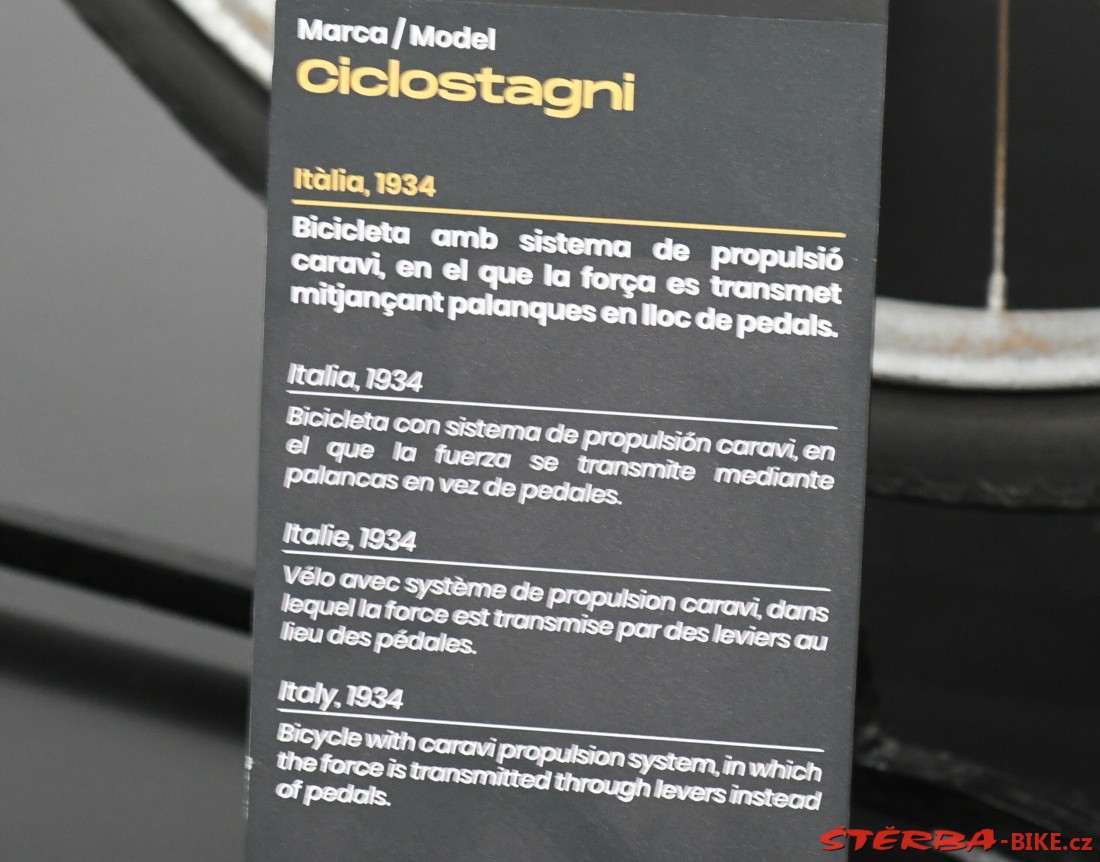 Marca / Model
Ciclostagni
Itàlia, 1934
Bicicleta amb sistema de propulsió
caravi, en el que la força es transmet
mitjançant palanques en lloc de pedals.
Italia, 1934
Bicicleta con sistema de propulsión caravi, en
el que la fuerza se transmite mediante
palancas en vez de pedales.
Italie, 1934
Vélo avec système de propulsion caravi, dans
lequel la force est transmise par des leviers au
lieu des pédales.
Italy, 1934
Bicycle with caravi propulsion system, in which
the force is transmitted through levers instead
of pedals.
ŠTĚRBA-BIKE.cz